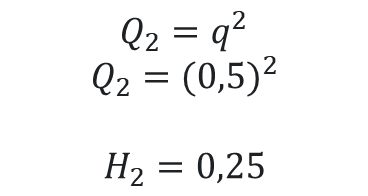 Q₂ = q²
Q₂ = (0,5)²
H₂ = 0,25